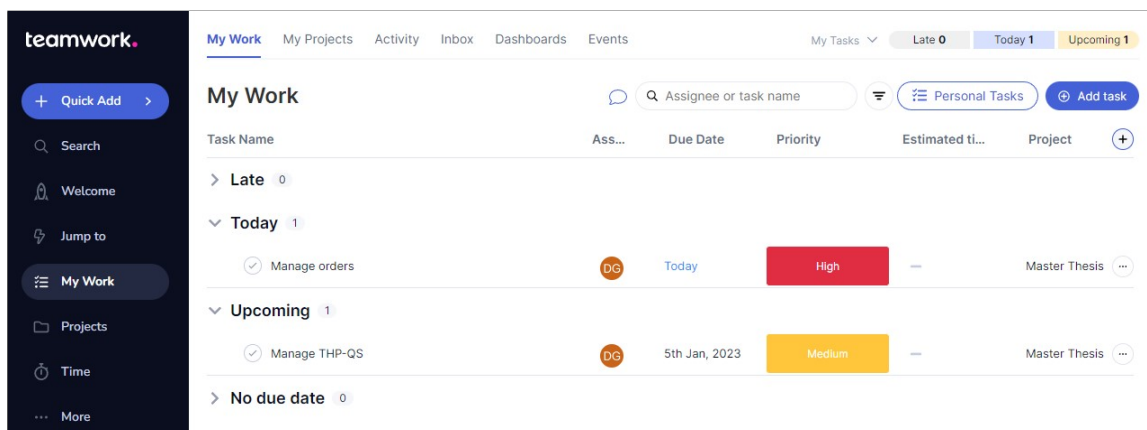 teamwork.
Quick Add
Search
Welcome
Jump to
My Work
Projects
Time
More
My Work My Projects Activity Inbox Dashboards Events My Tasks Late 0 Today 1 Upcoming 1
My Work Assignee or task name Personal Tasks Add task
Task Name Ass... Due Date Priority Estimated ti... Project
Late 0
Today 1
Manage orders DG Today High Master Thesis
Upcoming 1
Manage THP-QS DG 5th Jan, 2023 Medium Master Thesis
No due date 0